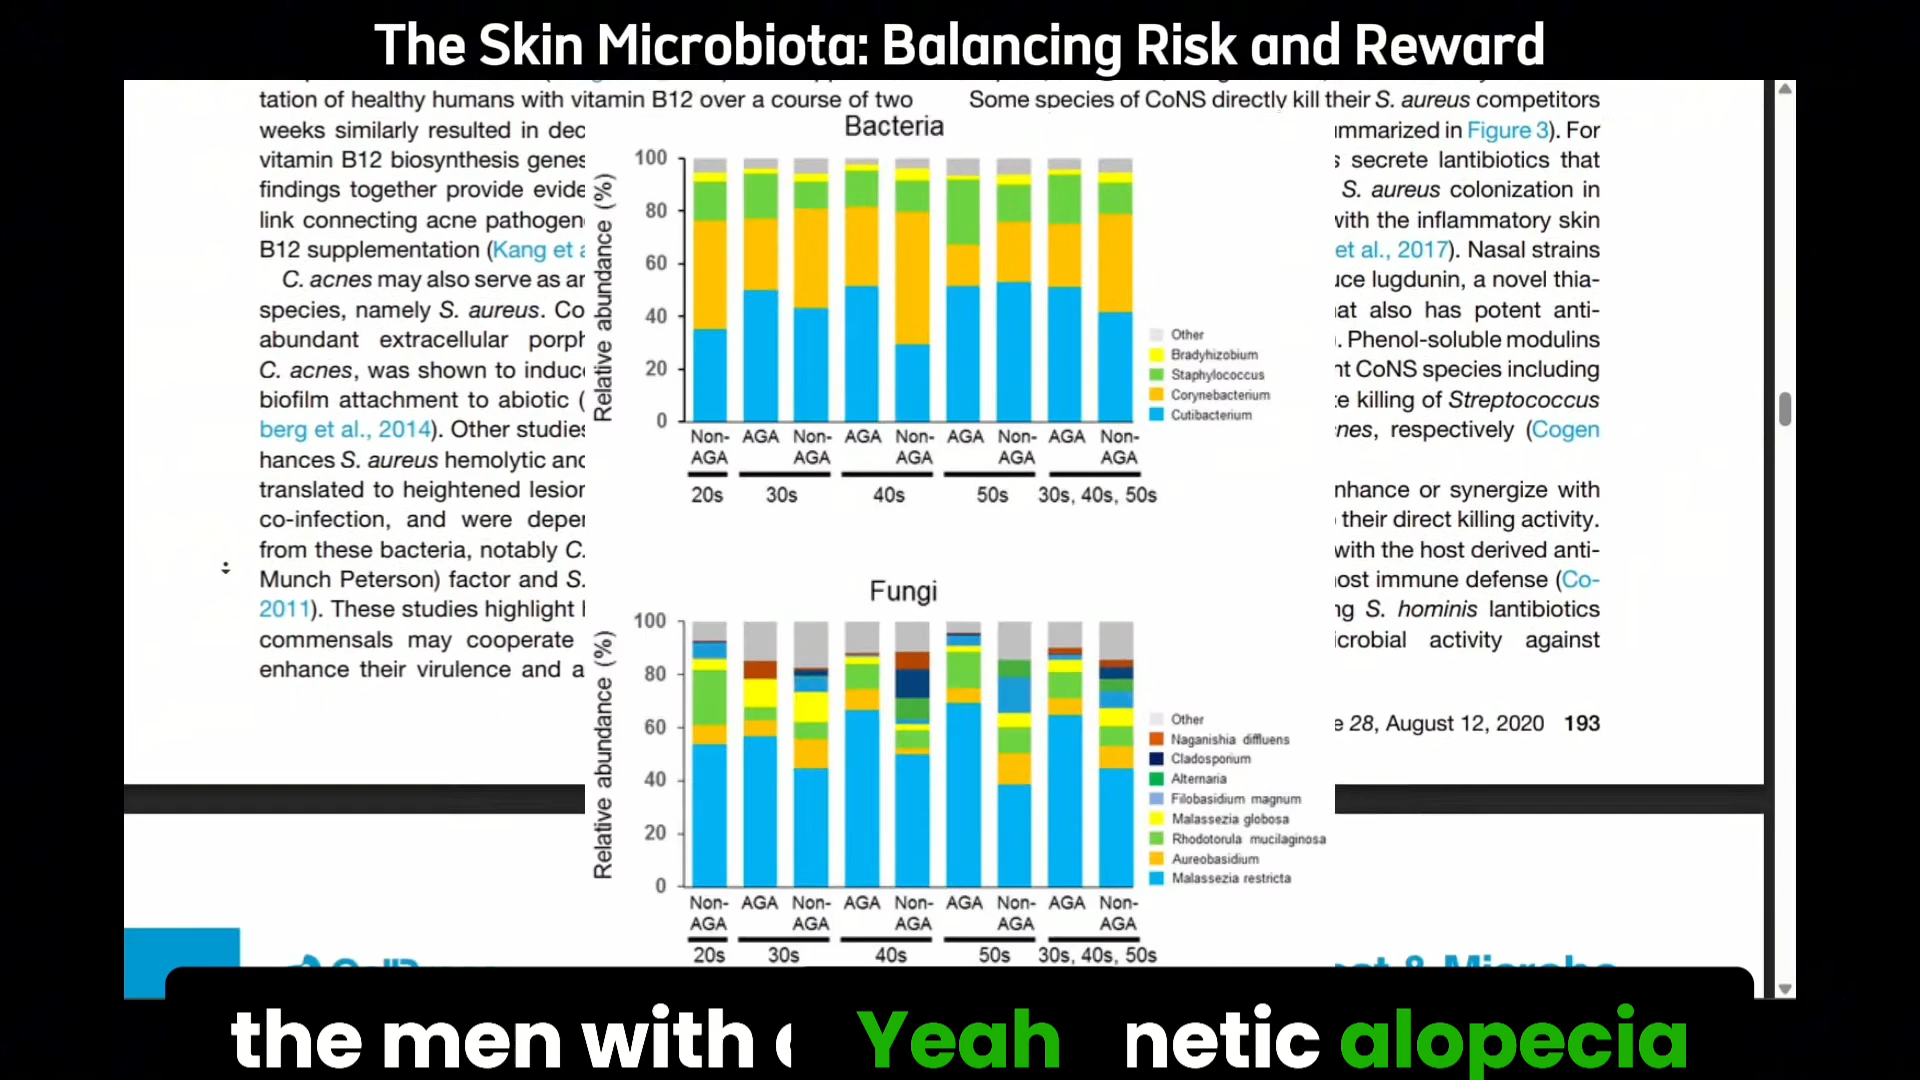 The Skin Microbiota: Balancing Risk and Reward
tation of healthy humans with vitamin B12 over a course of two
weeks similarly resulted in dec
vitamin B12 biosynthesis genes
findings together provide evide
link connecting acne pathogen
B12 supplementation (Kang et a
C. acnes may also serve as an
species, namely S. aureus. Co
abundant extracellular porph
C. acnes, was shown to induc
biofilm attachment to abiotic (
berg et al., 2014). Other studies
hances S. aureus hemolytic and
translated to heightened lesior
co-infection, and were deper
from these bacteria, notably C.
Munch Peterson) factor and S.
2011). These studies highlight
commensals may cooperate
enhance their virulence and a
Bacteria
Relative abundance (%)
100
80
60
40
20
0
Other
Bradyhizobium
Staphylococcus
Corynebacterium
Cutibacterium
Non-AGA AGA Non-AGA AGA Non-AGA AGA Non-AGA AGA Non-AGA
20s 30s 40s 50s 30s, 40s, 50s
Fungi
Relative abundance (%)
100
80
60
40
20
0
Other
Naganishia diffluens
Cladosporium
Alternaria
Filobasidium magnum
Malassezia globosa
Rhodotorula mucilaginosa
Aureobasidium
Malassezia restricta
Non-AGA AGA Non-AGA AGA Non-AGA AGA Non-AGA AGA Non-AGA
20s 30s 40s 50s 30s, 40s, 50s
Some species of CoNS directly kill their S. aureus competitors
mmarized in Figure 3). For
s secrete lantibiotics that
S. aureus colonization in
with the inflammatory skin
et al., 2017). Nasal strains
uce lugdunin, a novel thia-
at also has potent anti-
. Phenol-soluble modulins
nt CoNS species including
e killing of Streptococcus
nes, respectively (Cogen
nhance or synergize with
their direct killing activity.
with the host derived anti-
ost immune defense (Co-
ng S. hominis lantibiotics
icrobial activity against
e 28, August 12, 2020 193
the men with Yeah netic alopecia